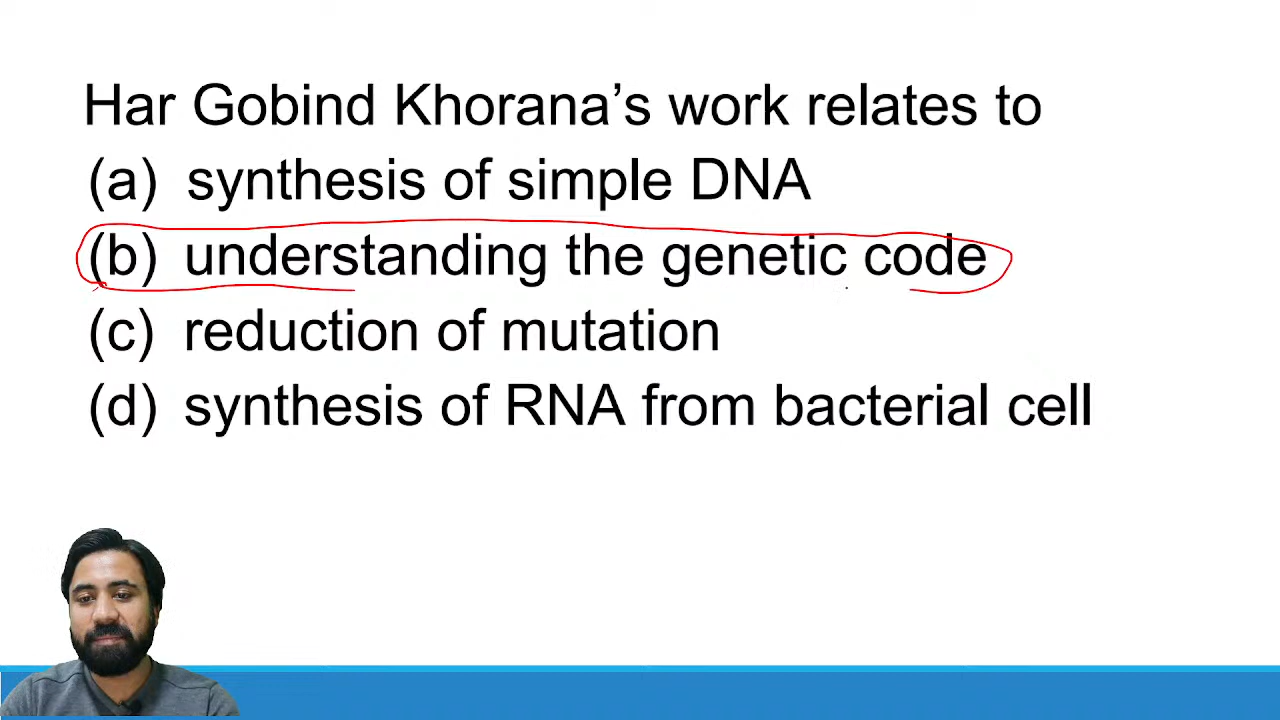 Har Gobind Khorana’s work relates to
(a) synthesis of simple DNA
(b) understanding the genetic code
(c) reduction of mutation
(d) synthesis of RNA from bacterial cell